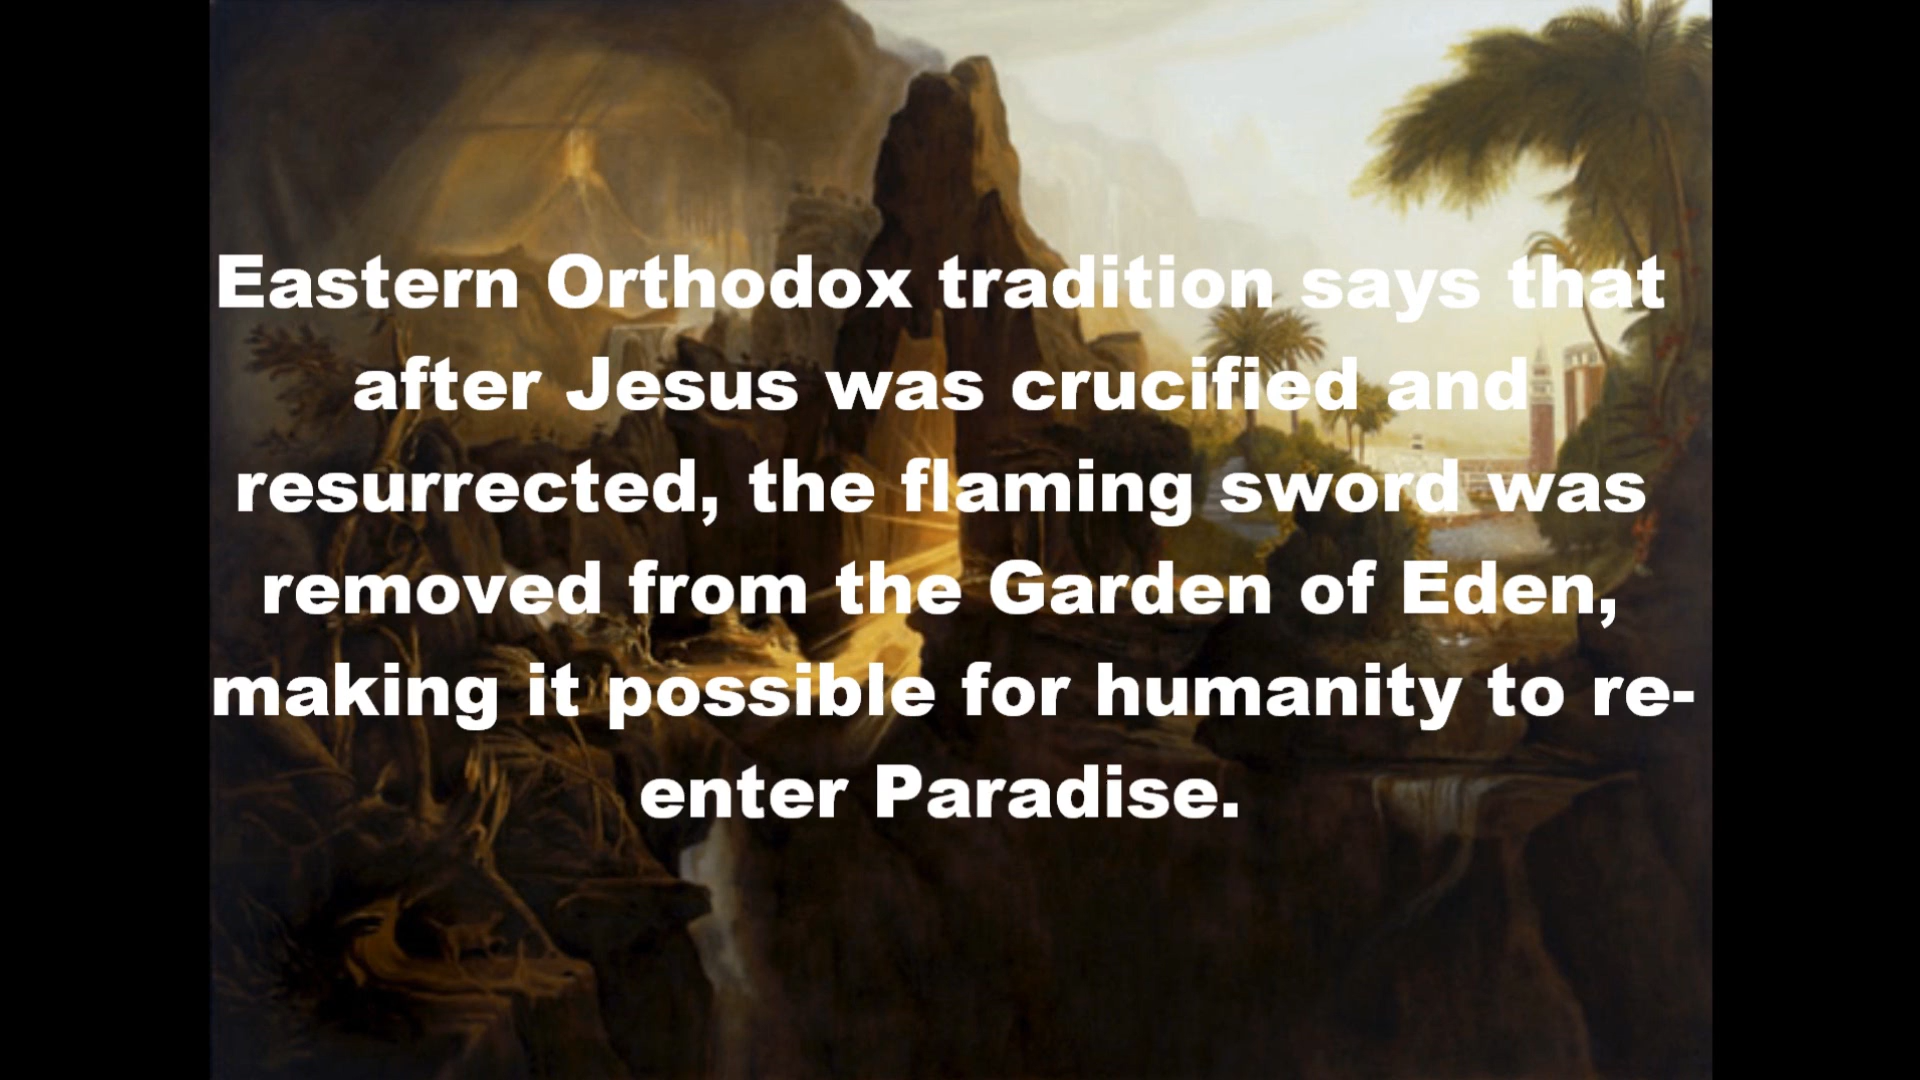 Eastern Orthodox tradition says that
after Jesus was crucified and
resurrected, the flaming sword was
removed from the Garden of Eden,
making it possible for humanity to re-
enter Paradise.